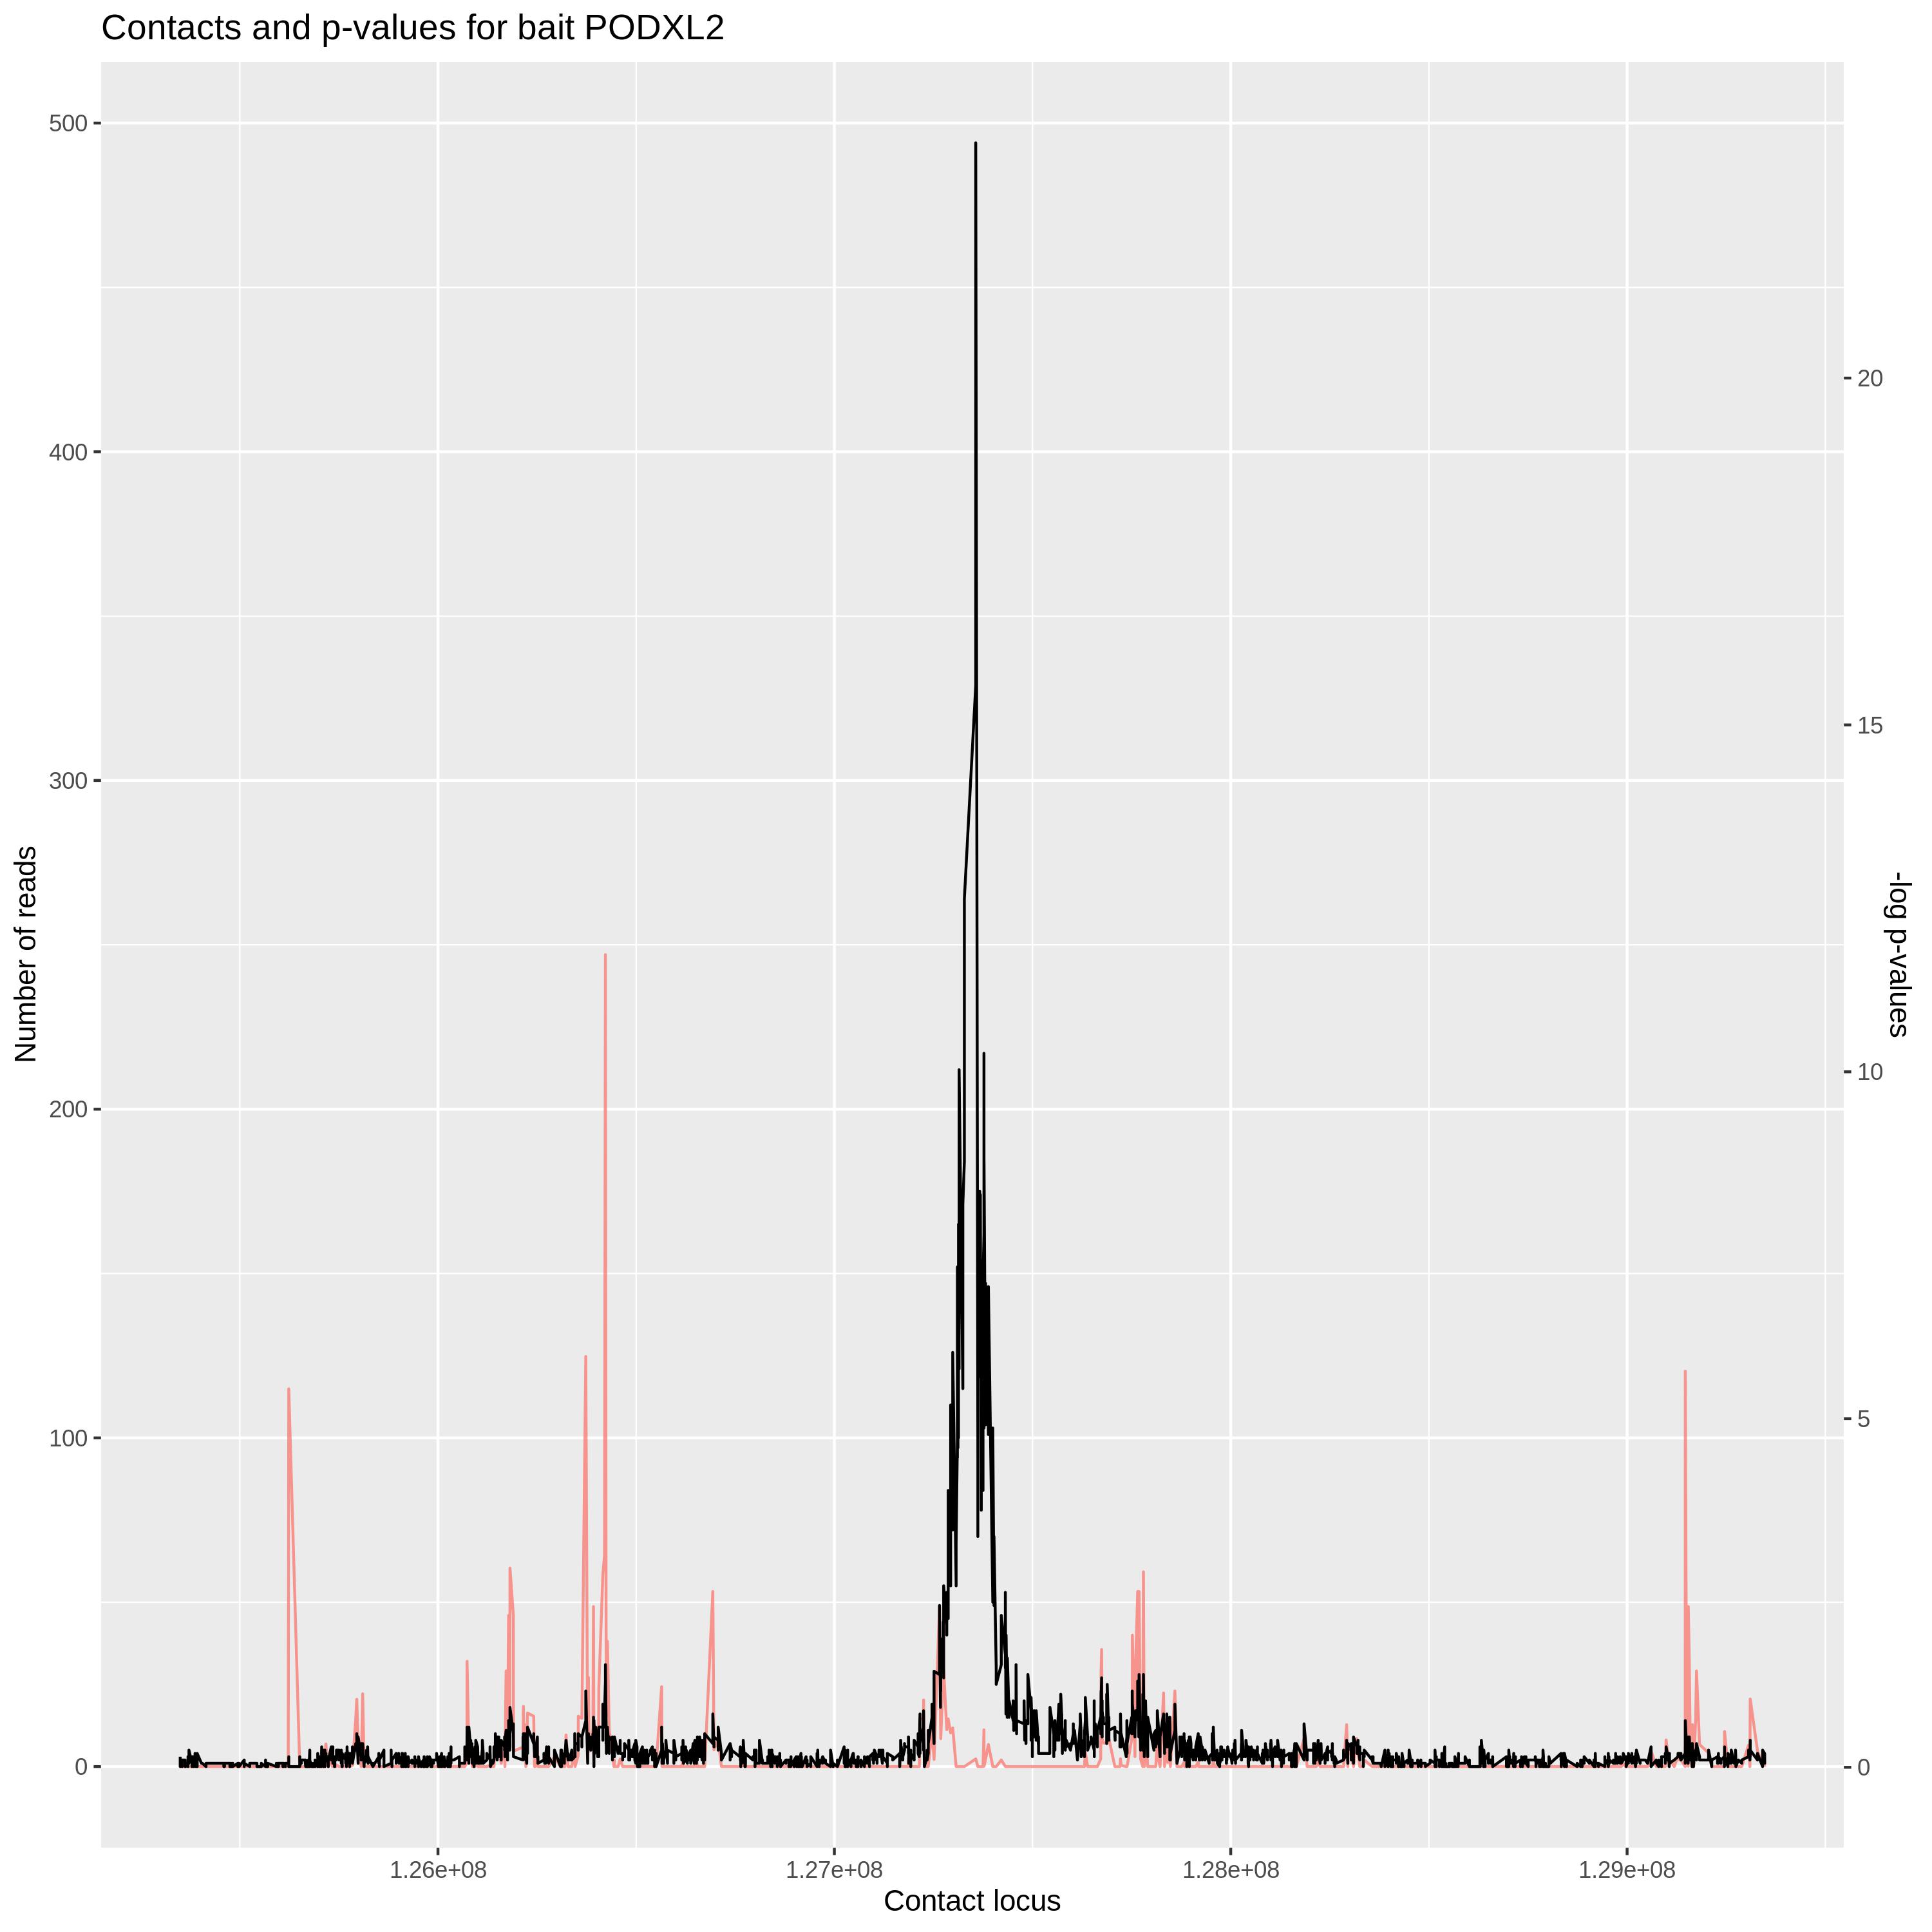 Contacts and p-values for bait PODXL2
500
400
300
200
100
0
Number of reads
20
15
10
5
0
-log p-values
1.26e+08
1.27e+08
1.28e+08
1.29e+08
Contact locus